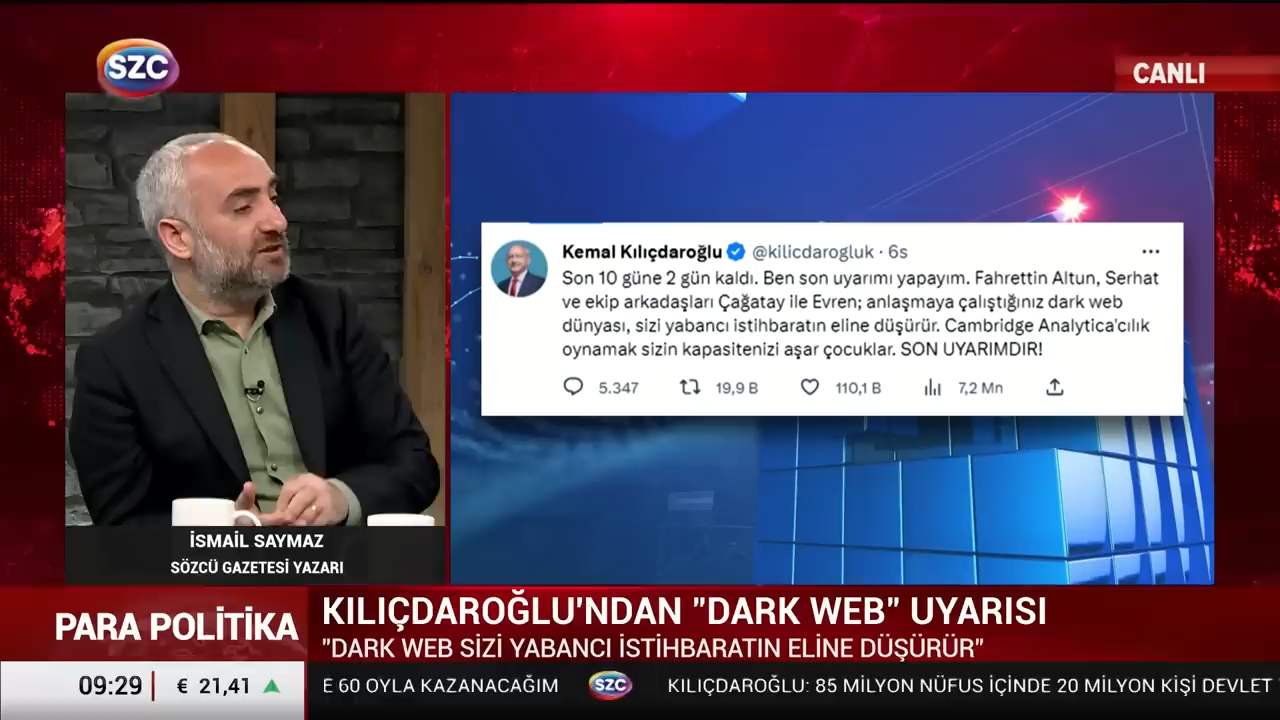 SZC
CANLI
Kemal Kılıçdaroğlu @kilicdarogluk · 6s
Son 10 güne 2 gün kaldı. Ben son uyarımı yapayım. Fahrettin Altun, Serhat
ve ekip arkadaşları Çağatay ile Evren; anlaşmaya çalıştığınız dark web
dünyası, sizi yabancı istihbaratın eline düşürür. Cambridge Analytica'cılık
oynamak sizin kapasitenizi aşar çocuklar. SON UYARIMDIR!
5.347 19,9 B 110,1 B 7,2 Mn
İSMAİL SAYMAZ
SÖZCÜ GAZETESİ YAZARI
PARA POLİTİKA
KILIÇDAROĞLU'NDAN "DARK WEB" UYARISI
"DARK WEB SİZİ YABANCI İSTİHBARATIN ELİNE DÜŞÜRÜR"
09:29 € 21,41
E 60 OYLA KAZANACAĞIM SZC KILIÇDAROĞLU: 85 MİLYON NÜFUS İÇİNDE 20 MİLYON KİŞİ DEVLET